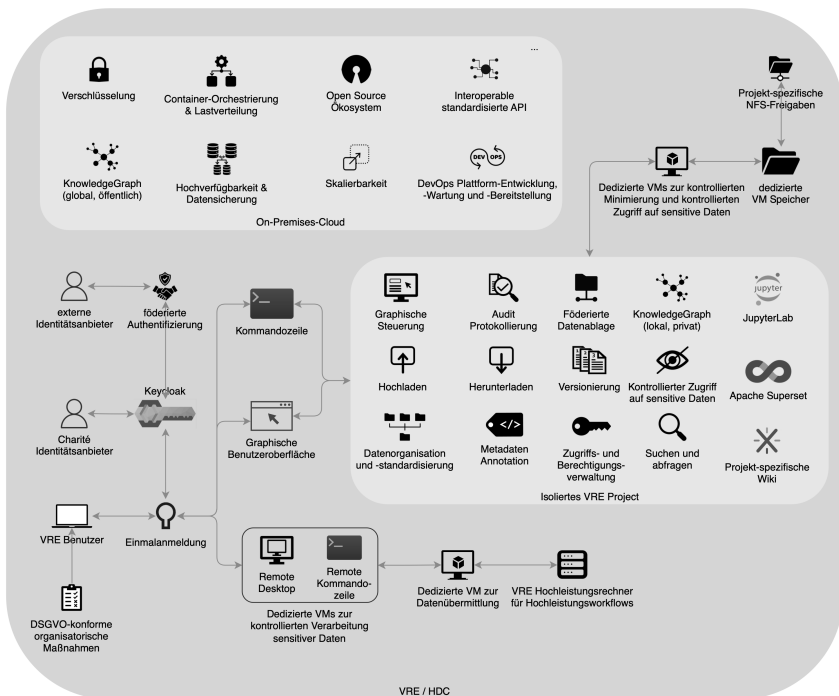 ...
Verschlüsselung
Container-Orchestrierung
& Lastverteilung
Open Source
Ökosystem
Interoperable
standardisierte API
KnowledgeGraph
(global, öffentlich)
Hochverfügbarkeit &
Datensicherung
Skalierbarkeit
DEV OPS
DevOps Plattform-Entwicklung,
-Wartung und -Bereitstellung
On-Premises-Cloud
Projekt-spezifische
NFS-Freigaben
Dedizierte VMs zur kontrollierten
Minimierung und kontrollierten
Zugriff auf sensitive Daten
dedizierte
VM Speicher
externe
Identitätsanbieter
föderierte
Authentifizierung
Keycloak
Charité
Identitätsanbieter
VRE Benutzer
Einmalanmeldung
DSGVO-konforme
organisatorische
Maßnahmen
>_
Kommandozeile
Graphische
Benutzeroberfläche
Graphische
Steuerung
Audit
Protokollierung
Föderierte
Datenablage
KnowledgeGraph
(lokal, privat)
jupyter
JupyterLab
Hochladen
Herunterladen
1 2 3
Versionierung
Kontrollierter Zugriff
auf sensitive Daten
Apache Superset
Datenorganisation
und -standardisierung
</>
Metadaten
Annotation
Zugriffs- und
Berechtigungs-
verwaltung
Suchen und
abfragen
Projekt-spezifische
Wiki
Isoliertes VRE Project
Remote
Desktop
>_
Remote
Kommando-
zeile
Dedizierte VMs zur
kontrollierten Verarbeitung
sensitiver Daten
Dedizierte VM zur
Datenübermittlung
VRE Hochleistungsrechner
für Hochleistungsworkflows
VRE / HDC